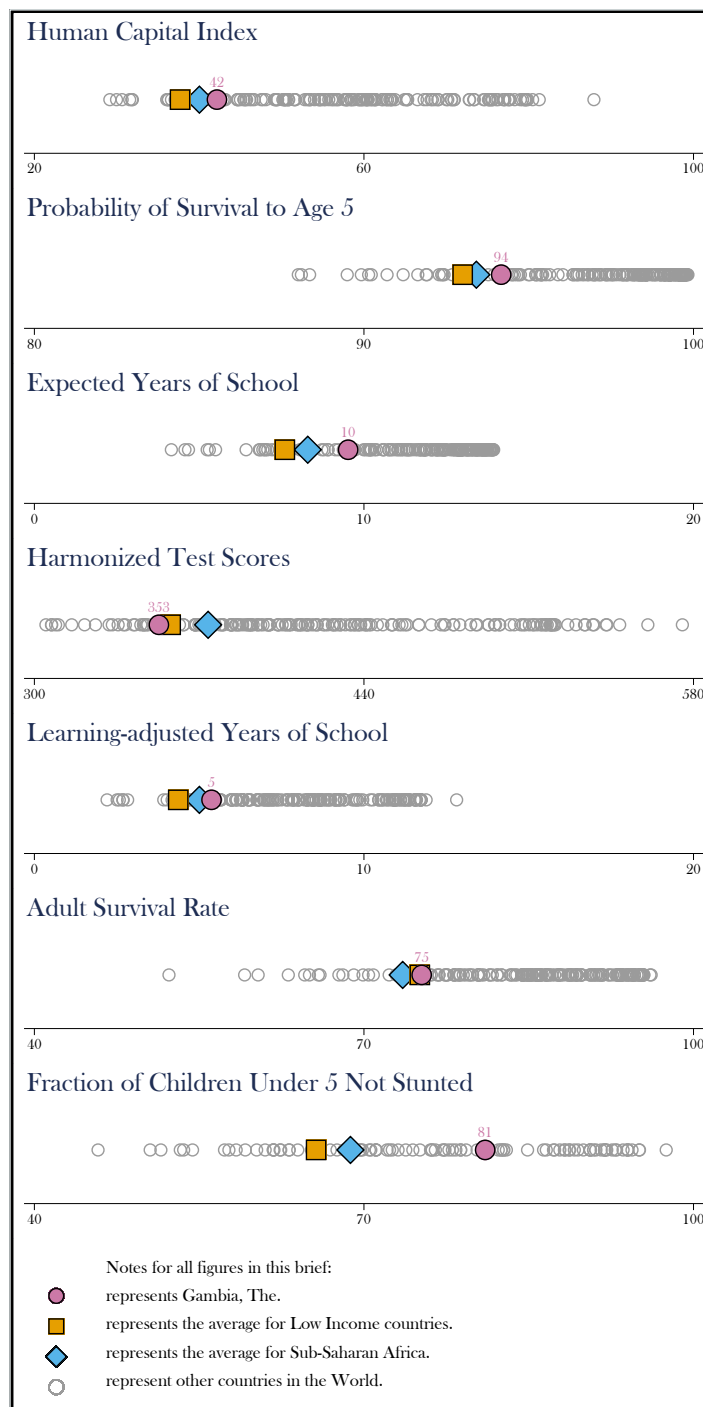 Human Capital Index
42
20 60 100
Probability of Survival to Age 5
94
80 90 100
Expected Years of School
10
0 10 20
Harmonized Test Scores
353
300 440 580
Learning-adjusted Years of School
5
0 10 20
Adult Survival Rate
75
40 70 100
Fraction of Children Under 5 Not Stunted
81
40 70 100
Notes for all figures in this brief:
represents Gambia, The.
represents the average for Low Income countries.
represents the average for Sub-Saharan Africa.
represent other countries in the World.